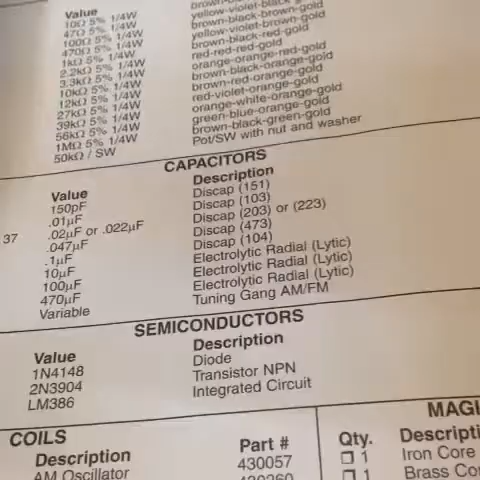 Value
10Ω 5% 1/4W
47Ω 5% 1/4W yellow-violet-black
100Ω 5% 1/4W brown-black-brown-gold
470Ω 5% 1/4W yellow-violet-brown-gold
1kΩ 5% 1/4W brown-black-red-gold
2.2kΩ 5% 1/4W red-red-red-gold
3.3kΩ 5% 1/4W orange-orange-red-gold
10kΩ 5% 1/4W brown-black-orange-gold
12kΩ 5% 1/4W brown-red-orange-gold
27kΩ 5% 1/4W red-violet-orange-gold
39kΩ 5% 1/4W orange-white-orange-gold
56kΩ 5% 1/4W green-blue-orange-gold
1MΩ 5% 1/4W brown-black-green-gold
50kΩ / SW Pot/SW with nut and washer
CAPACITORS
Value Description
150pF Discap (151)
.01µF Discap (103)
37 .02µF or .022µF Discap (203) or (223)
.047µF Discap (473)
.1µF Discap (104)
10µF Electrolytic Radial (Lytic)
100µF Electrolytic Radial (Lytic)
470µF Electrolytic Radial (Lytic)
Variable Tuning Gang AM/FM
SEMICONDUCTORS
Value Description
1N4148 Diode
2N3904 Transistor NPN
LM386 Integrated Circuit
COILS MAGI
Description Part # Qty. Descripti
AM Oscillator 430057 ❒ 1 Iron Core
❒ 1 Brass Co